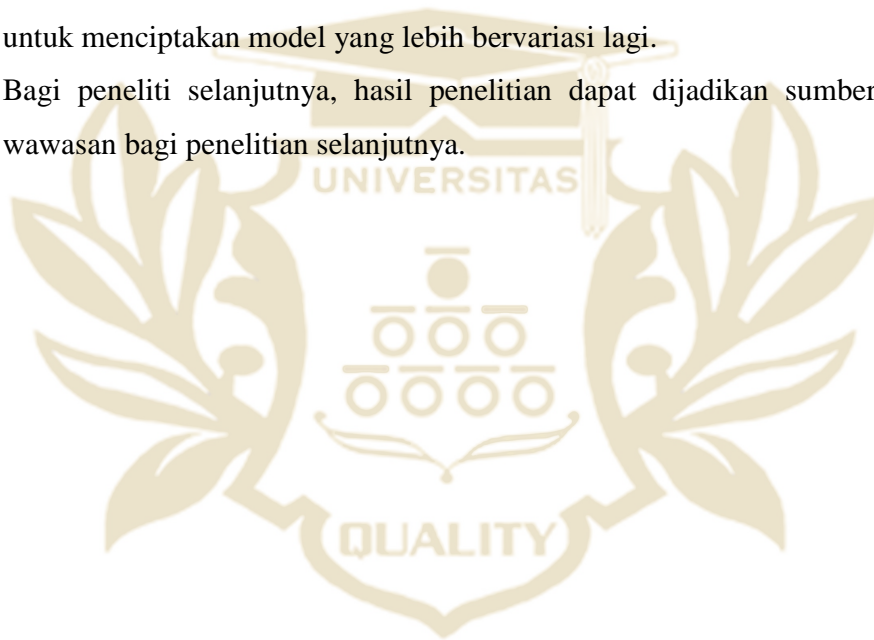 untuk menciptakan model yang lebih bervariasi lagi.
Bagi peneliti selanjutnya, hasil penelitian dapat dijadikan sumber
wawasan bagi penelitian selanjutnya.
UNIVERSITAS
QUALITY